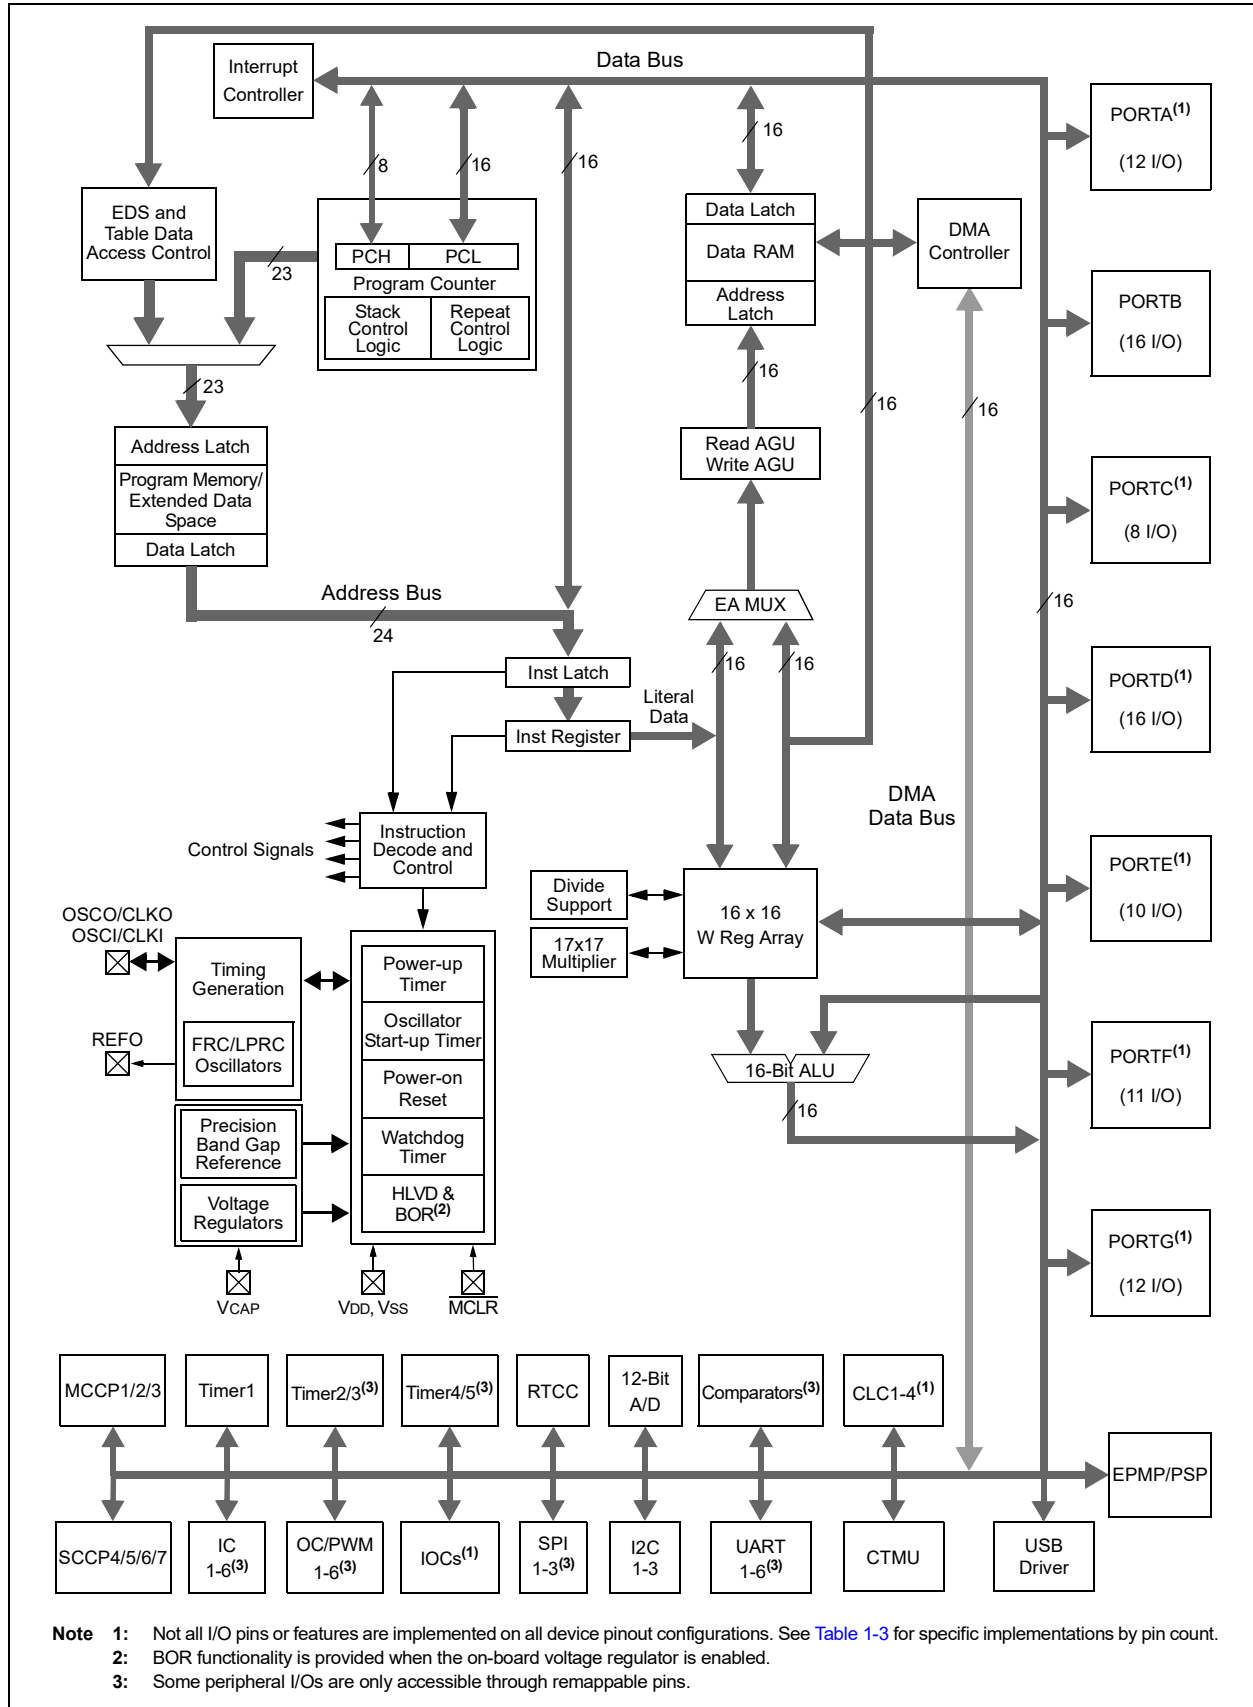 Data Bus
Interrupt
Controller
PORTA(1)
(12 I/O)
16
8
16
16
EDS and
Table Data
Access Control
Data Latch
Data RAM
Address
Latch
DMA
Controller
23
PCH
PCL
Program Counter
Stack
Control
Logic
Repeat
Control
Logic
PORTB
(16 I/O)
23
16
16
16
Address Latch
Program Memory/
Extended Data
Space
Data Latch
Read AGU
Write AGU
PORTC(1)
(8 I/O)
Address Bus
24
EA MUX
16
16
16
Inst Latch
Literal
Data
Inst Register
PORTD(1)
(16 I/O)
DMA
Data Bus
Control Signals
Instruction
Decode and
Control
Divide
Support
17x17
Multiplier
16 x 16
W Reg Array
PORTE(1)
(10 I/O)
OSCO/CLKO
OSCI/CLKI
Timing
Generation
Power-up
Timer
REFO
FRC/LPRC
Oscillators
Oscillator
Start-up Timer
16-Bit ALU
16
PORTF(1)
(11 I/O)
Power-on
Reset
Precision
Band Gap
Reference
Watchdog
Timer
Voltage
Regulators
HLVD &
BOR(2)
PORTG(1)
(12 I/O)
VCAP
VDD, VSS
MCLR
MCCP1/2/3
Timer1
Timer2/3(3)
Timer4/5(3)
RTCC
12-Bit
A/D
Comparators(3)
CLC1-4(1)
EPMP/PSP
SCCP4/5/6/7
IC
1-6(3)
OC/PWM
1-6(3)
IOCs(1)
SPI
1-3(3)
I2C
1-3
UART
1-6(3)
CTMU
USB
Driver
Note 1: Not all I/O pins or features are implemented on all device pinout configurations. See Table 1-3 for specific implementations by pin count.
2: BOR functionality is provided when the on-board voltage regulator is enabled.
3: Some peripheral I/Os are only accessible through remappable pins.